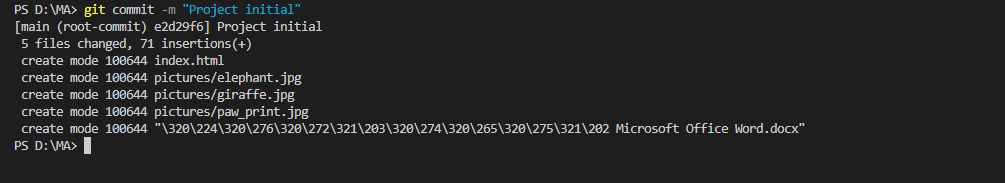 PS D:\MA> git commit -m "Project initial"
[main (root-commit) e2d29f6] Project initial
5 files changed, 71 insertions(+)
create mode 100644 index.html
create mode 100644 pictures/elephant.jpg
create mode 100644 pictures/giraffe.jpg
create mode 100644 pictures/paw_print.jpg
create mode 100644 "\320\224\320\276\320\272\321\203\320\274\320\265\320\275\321\202 Microsoft Office Word.docx"
PS D:\MA>